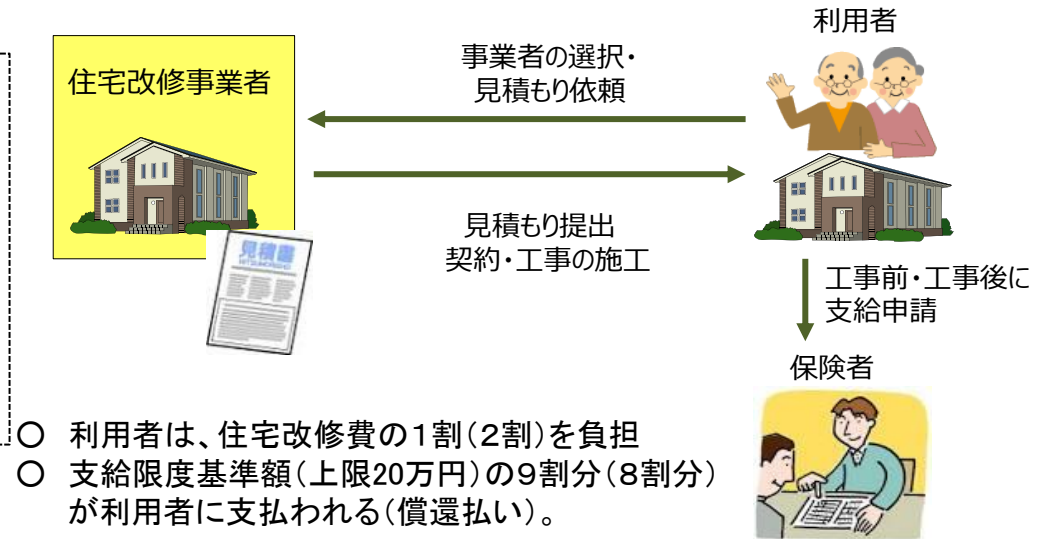 利用者
住宅改修事業者
事業者の選択・
見積もり依頼
見積もり提出
契約・工事の施工
見積書
MITSUMORISHO
工事前・工事後に
支給申請
保険者
○ 利用者は、住宅改修費の1割(2割)を負担
○ 支給限度基準額(上限20万円)の9割分(8割分)
が利用者に支払われる(償還払い)。